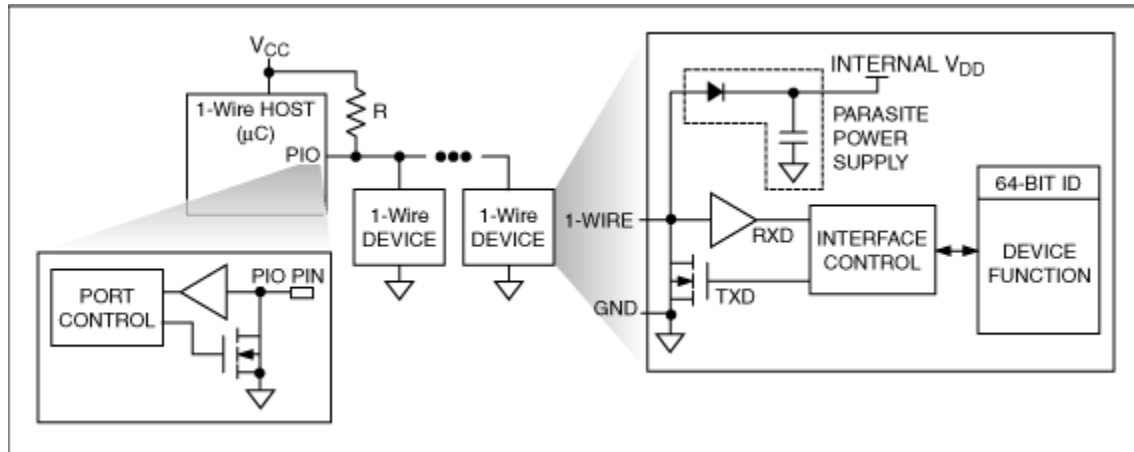 VCC
1-Wire HOST
(µC)
PIO
R
1-Wire
DEVICE
1-Wire
DEVICE
PORT
CONTROL
PIO PIN
INTERNAL VDD
PARASITE
POWER
SUPPLY
1-WIRE
RXD
TXD
GND
INTERFACE
CONTROL
64-BIT ID
DEVICE
FUNCTION